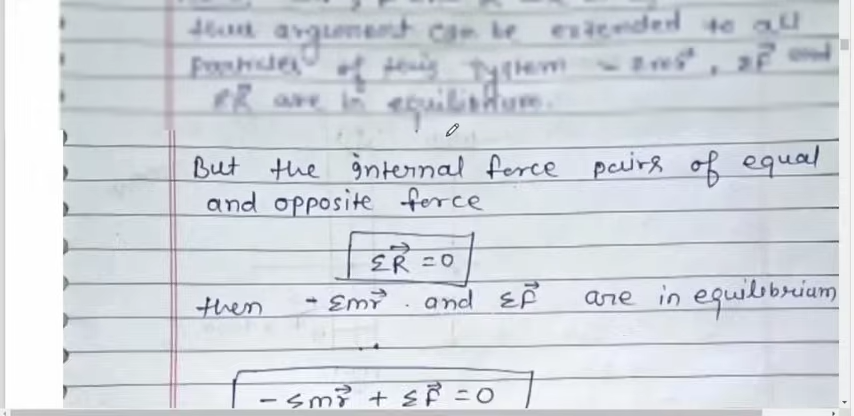 this argument can be extended to all
particles of this system - Σmr⃗, ΣF⃗ and
ΣR⃗ are in equilibrium.
But the internal force pairs of equal
and opposite force
ΣR⃗ = 0
then - Σmr⃗ . and ΣF⃗ are in equilibrium
- Σmr⃗ + ΣF⃗ = 0